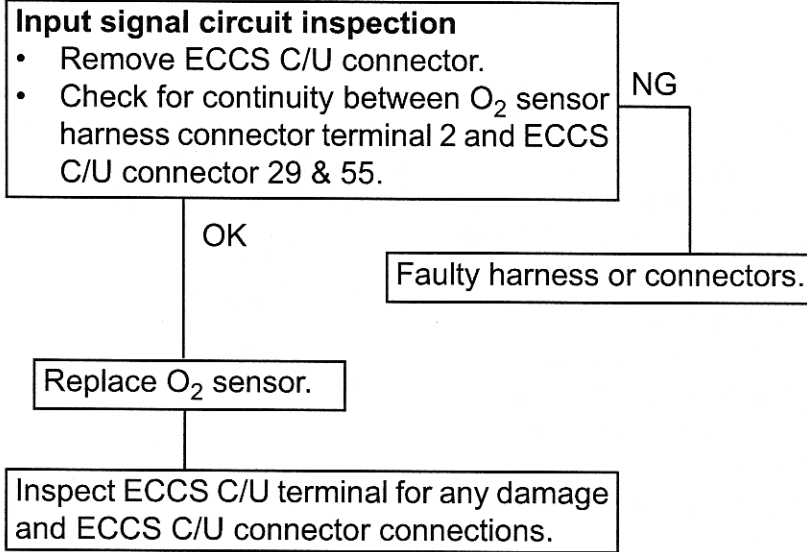 Input signal circuit inspection
• Remove ECCS C/U connector.
• Check for continuity between O₂ sensor
harness connector terminal 2 and ECCS
C/U connector 29 & 55.
NG
OK
Faulty harness or connectors.
Replace O₂ sensor.
Inspect ECCS C/U terminal for any damage
and ECCS C/U connector connections.